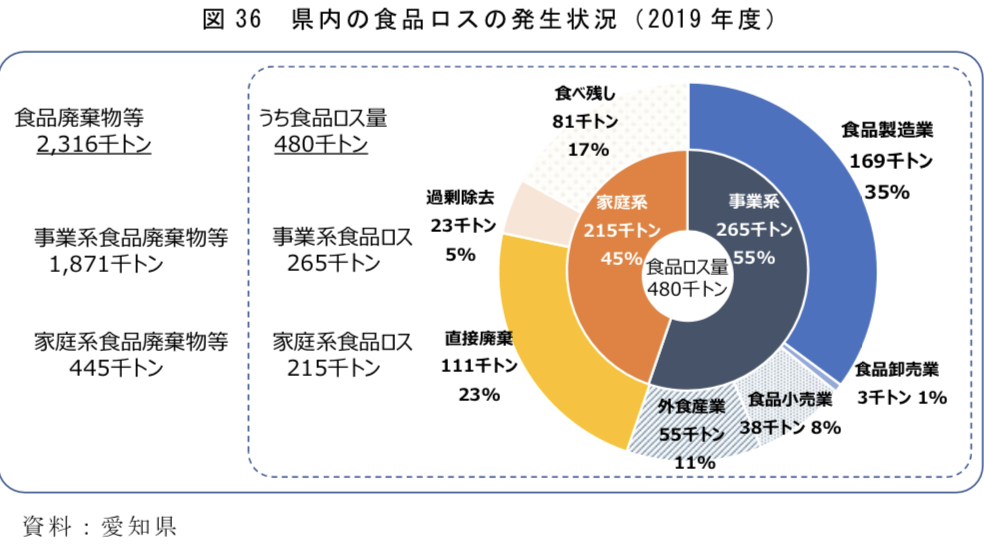 図 36　県内の食品ロスの発生状況（2019 年度）
食品廃棄物等
2,316千トン
うち食品ロス量
480千トン
事業系食品廃棄物等
1,871千トン
事業系食品ロス
265千トン
家庭系食品廃棄物等
445千トン
家庭系食品ロス
215千トン
食べ残し
81千トン
17%
食品製造業
169千トン
35%
過剰除去
23千トン
5%
家庭系
215千トン
45%
事業系
265千トン
55%
食品ロス量
480千トン
直接廃棄
111千トン
23%
食品卸売業
3千トン 1%
食品小売業
38千トン 8%
外食産業
55千トン
11%
資料：愛知県